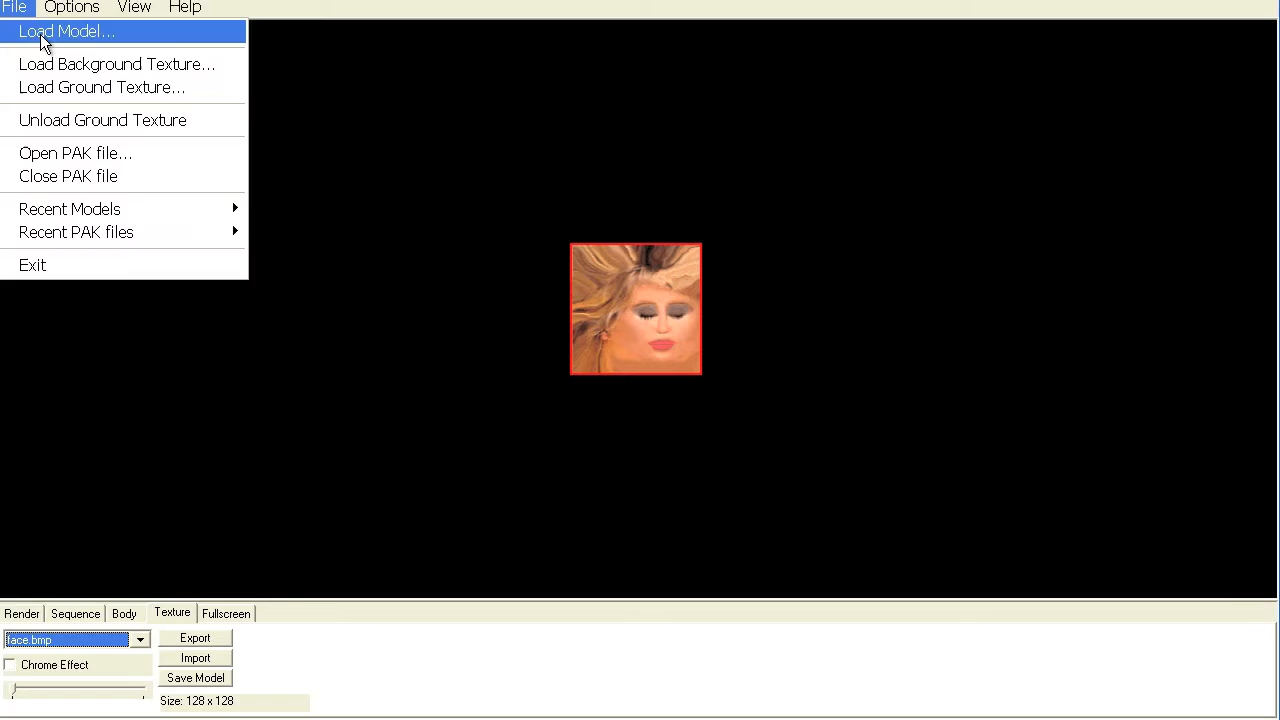 File Options View Help
Load Model...
Load Background Texture...
Load Ground Texture...
Unload Ground Texture
Open PAK file...
Close PAK file
Recent Models
Recent PAK files
Exit
Render Sequence Body Texture Fullscreen
face.bmp Export
Chrome Effect Import
Save Model
Size: 128 x 128